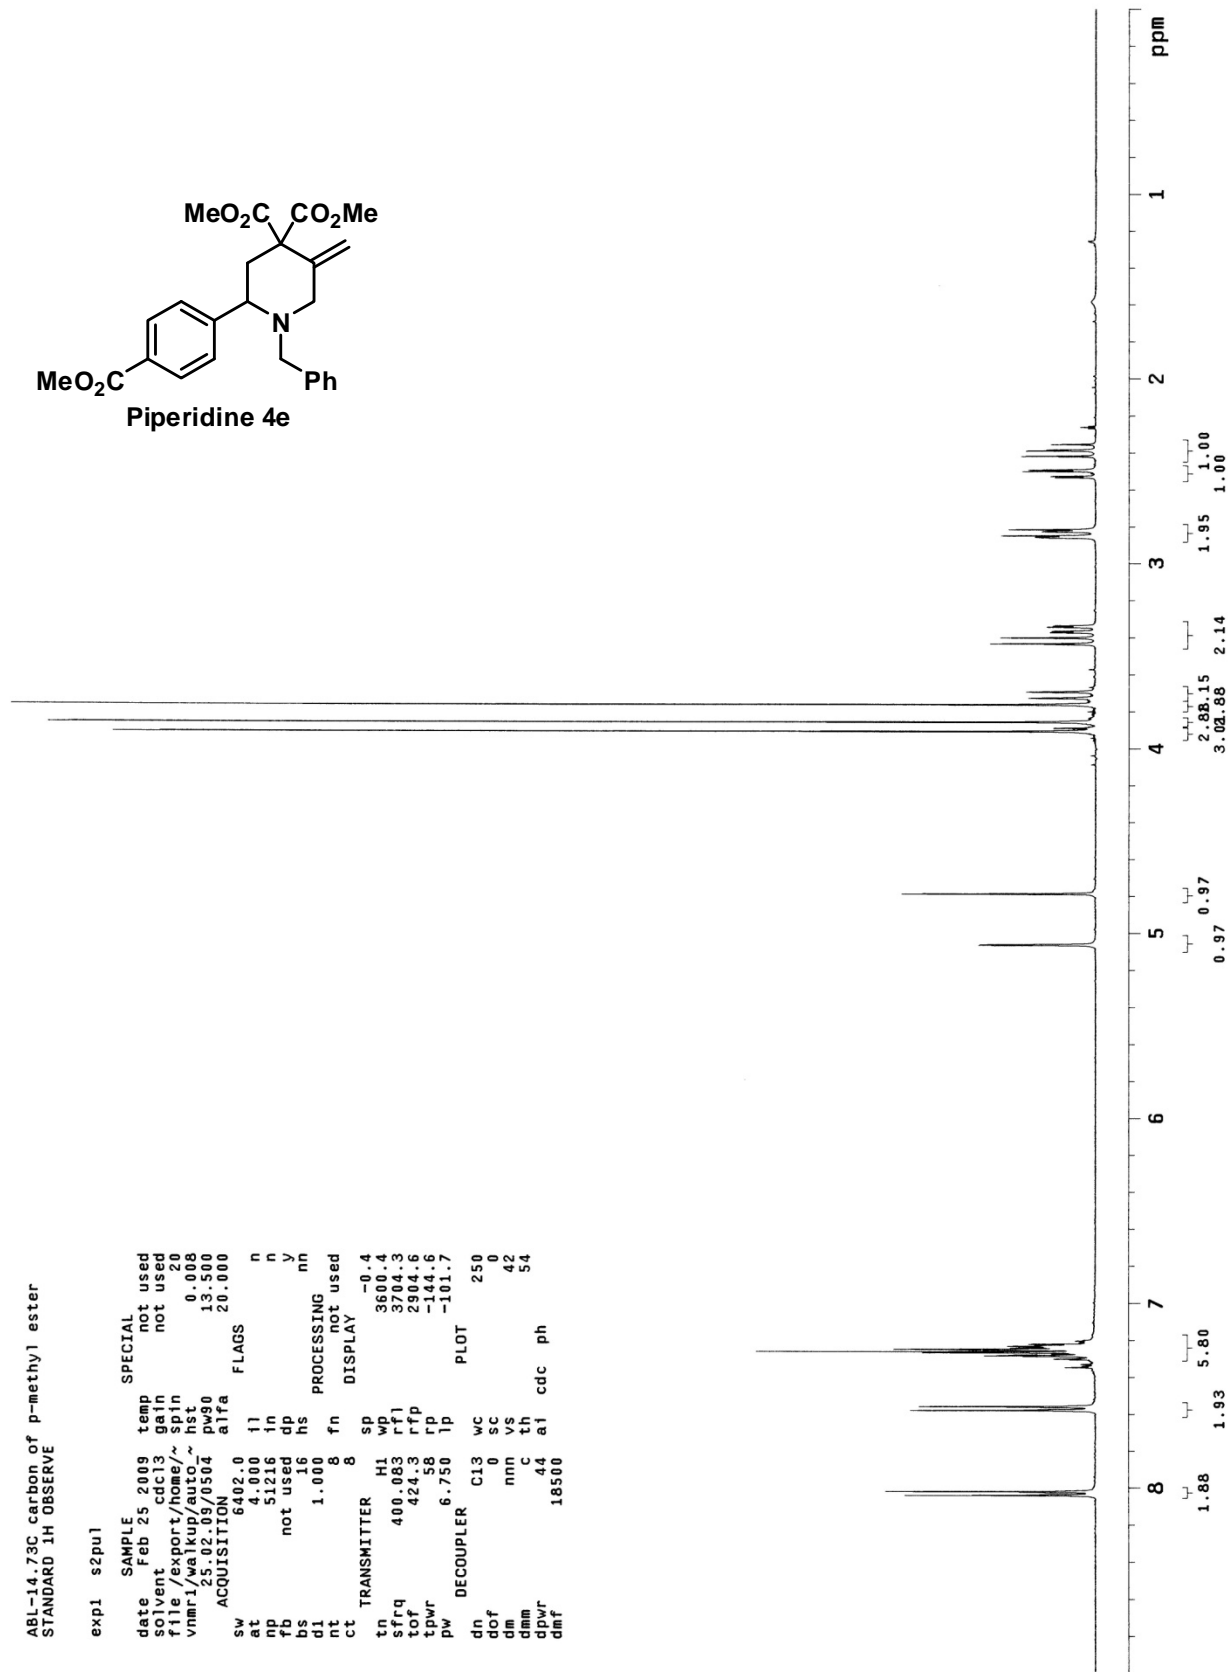 MeO2C CO2Me
N
MeO2C Ph
Piperidine 4e
ABL-14.73C carbon of p-methyl ester
STANDARD 1H OBSERVE
exp1 s2pul
SAMPLE
date Feb 25 2009
solvent cdcl3
file /export/home/~
vnmr1/walkup/auto_~
25.02.09/0504
ACQUISITION
sw 6402.0
at 4.000
np 51216
fb not used
bs 16
d1 1.000
nt 8
ct 8
TRANSMITTER
tn H1
sfrq 400.083
tof 424.3
tpwr 58
pw 6.750
DECOUPLER
dn C13
dof 0
dm nnn
dmm c
dpwr 44
dmf 18500
SPECIAL
temp not used
gain not used
spin 20
hst 0.008
pw90 13.500
alfa 20.000
FLAGS
il n
in n
dp y
hs nn
PROCESSING
fn not used
DISPLAY
sp -0.4
wp 3600.4
rfl 3704.3
rfp 2904.6
rp -144.6
lp -101.7
PLOT
wc 250
sc 0
vs 42
th 54
ai cdc ph
8 7 6 5 4 3 2 1 ppm
1.88
1.93
5.80
0.97
0.97
2.14
1.95
1.00
1.00